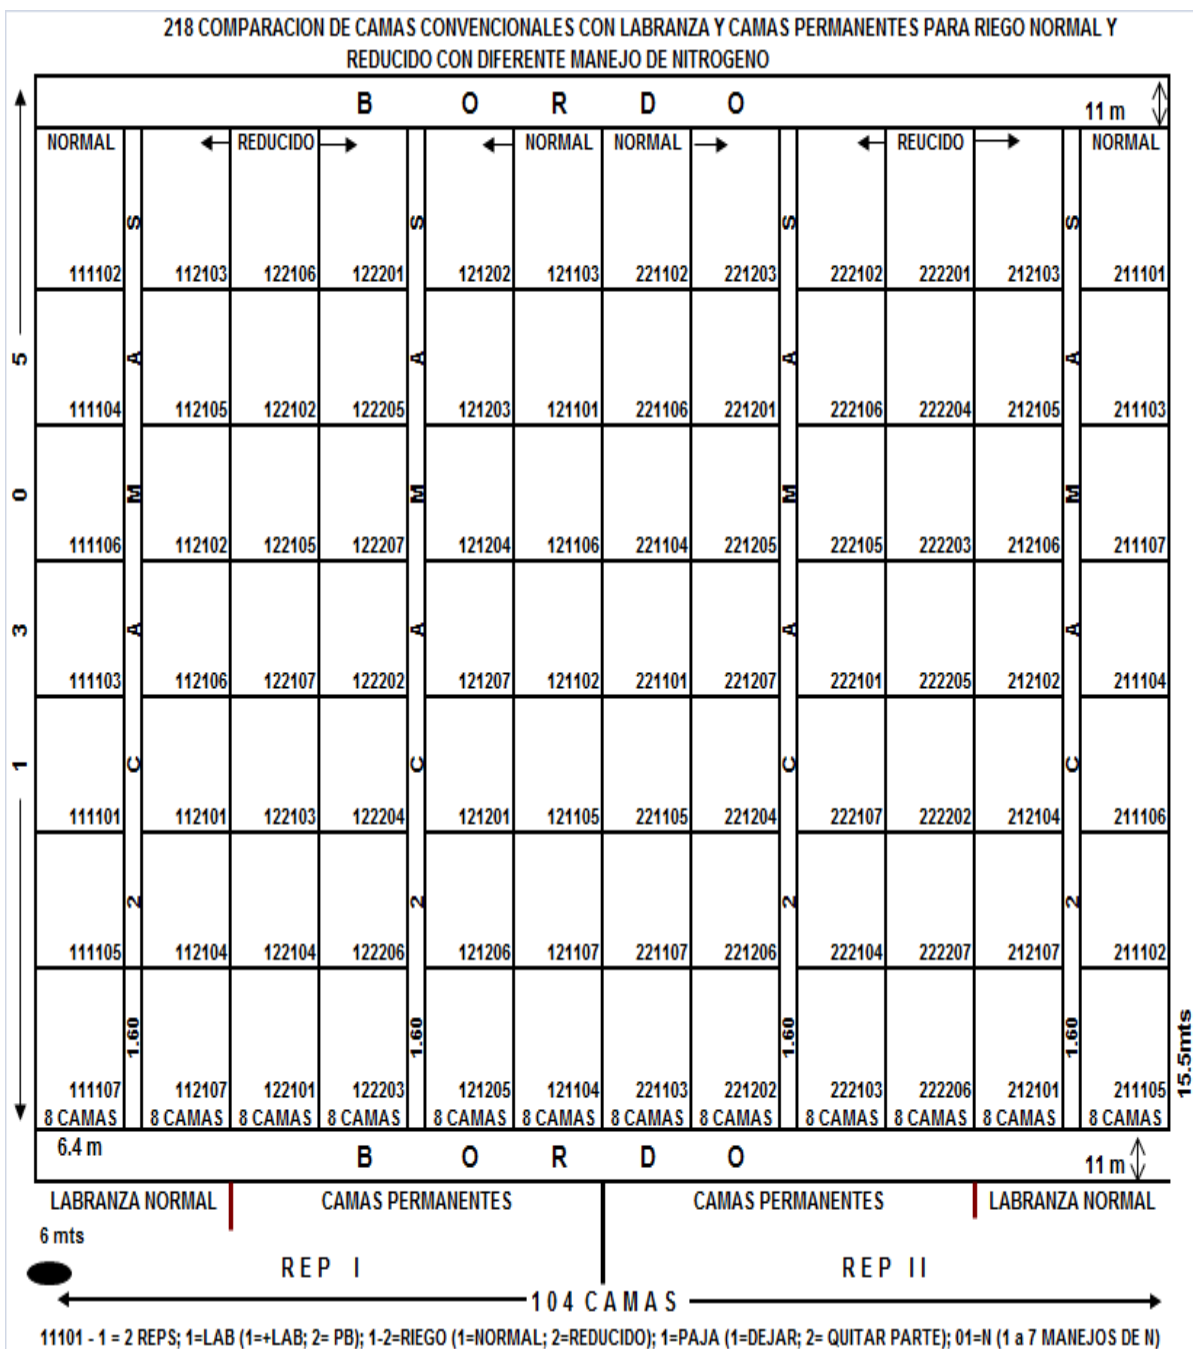 218 COMPARACION DE CAMAS CONVENCIONALES CON LABRANZA Y CAMAS PERMANENTES PARA RIEGO NORMAL Y
REDUCIDO CON DIFERENTE MANEJO DE NITROGENO
B O R D O 11 m
NORMAL REDUCIDO NORMAL NORMAL REUCIDO NORMAL
S S S S
111102 112103 122106 122201 121202 121103 221102 221203 222102 222201 212103 211101
5 A A A A
111104 112105 122102 122205 121203 121101 221106 221201 222106 222204 212105 211103
0 M M M M
111106 112102 122105 122207 121204 121106 221104 221205 222105 222203 212106 211107
3 A A A A
111103 112106 122107 122202 121207 121102 221101 221207 222101 222205 212102 211104
1 C C C C
111101 112101 122103 122204 121201 121105 221105 221204 222107 222202 212104 211106
2 2 2 2
111105 112104 122104 122206 121206 121107 221107 221206 222104 222207 212107 211102
1.60 1.60 1.60 1.60 15.5mts
111107 112107 122101 122203 121205 121104 221103 221202 222103 222206 212101 211105
8 CAMAS 8 CAMAS 8 CAMAS 8 CAMAS 8 CAMAS 8 CAMAS 8 CAMAS 8 CAMAS 8 CAMAS 8 CAMAS 8 CAMAS 8 CAMAS
6.4 m B O R D O 11 m
LABRANZA NORMAL CAMAS PERMANENTES CAMAS PERMANENTES LABRANZA NORMAL
6 mts
REP I REP II
104 CAMAS
11101 - 1 = 2 REPS; 1=LAB (1=+LAB; 2= PB); 1-2=RIEGO (1=NORMAL; 2=REDUCIDO); 1=PAJA (1=DEJAR; 2= QUITAR PARTE); 01=N (1 a 7 MANEJOS DE N)